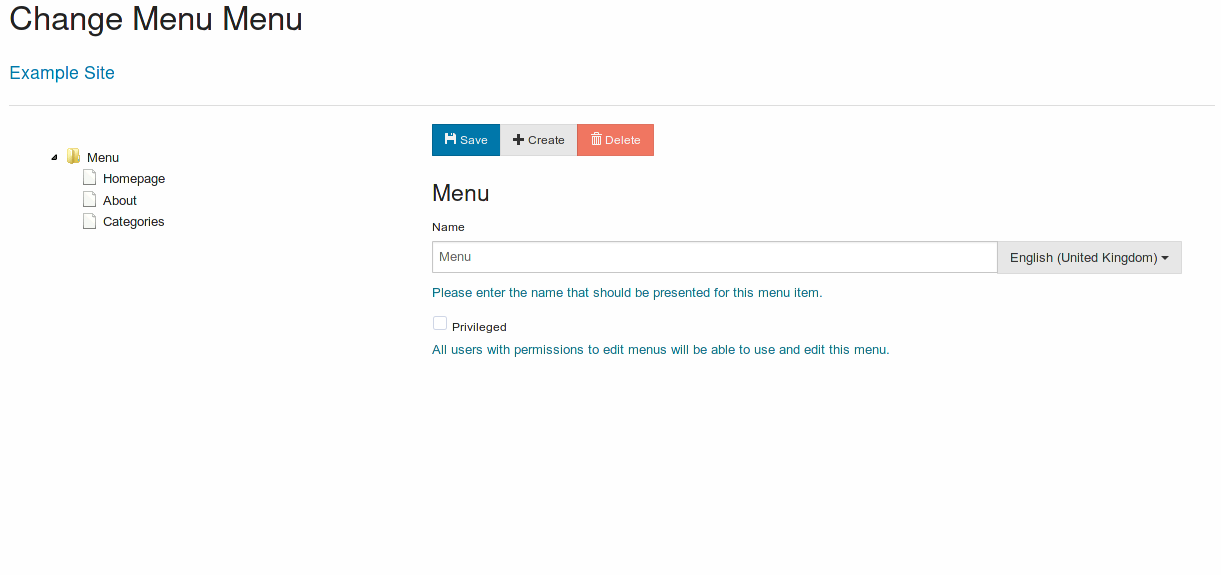 Change Menu Menu
Example Site
Menu
Homepage
About
Categories
Save Create Delete
Menu
Name
Menu English (United Kingdom)
Please enter the name that should be presented for this menu item.
Privileged
All users with permissions to edit menus will be able to use and edit this menu.